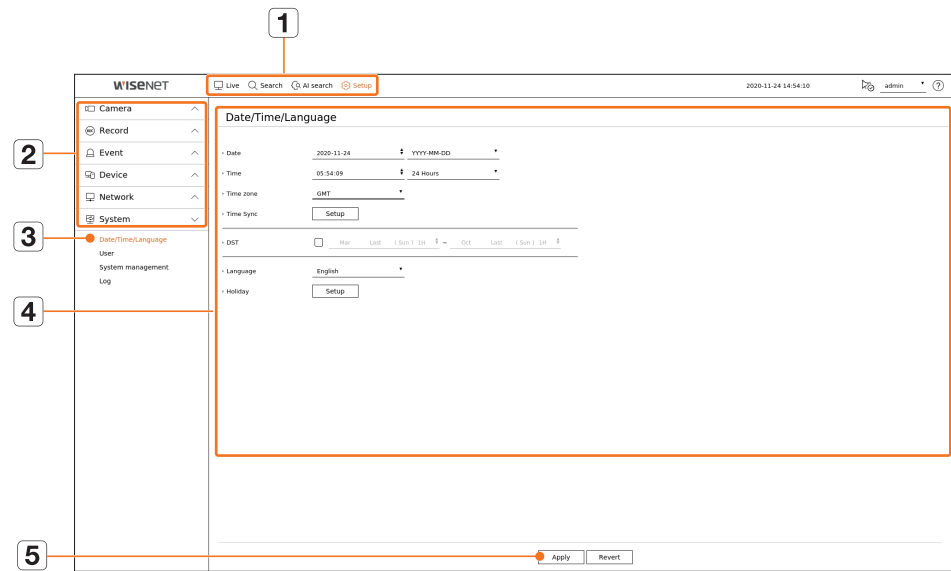 1
WISENET Live Search AI search Setup 2020-11-24 14:54:10 admin ?
Camera
Record
Event
Device
Network
System
Date/Time/Language
User
System management
Log
2
3
4
5
Date/Time/Language
Date 2020-11-24 YYYY-MM-DD
Time 05:54:09 24 Hours
Time zone GMT
Time Sync Setup
DST Mar Last ( Sun ) 1H ~ Oct Last ( Sun ) 1H
Language English
Holiday Setup
Apply Revert